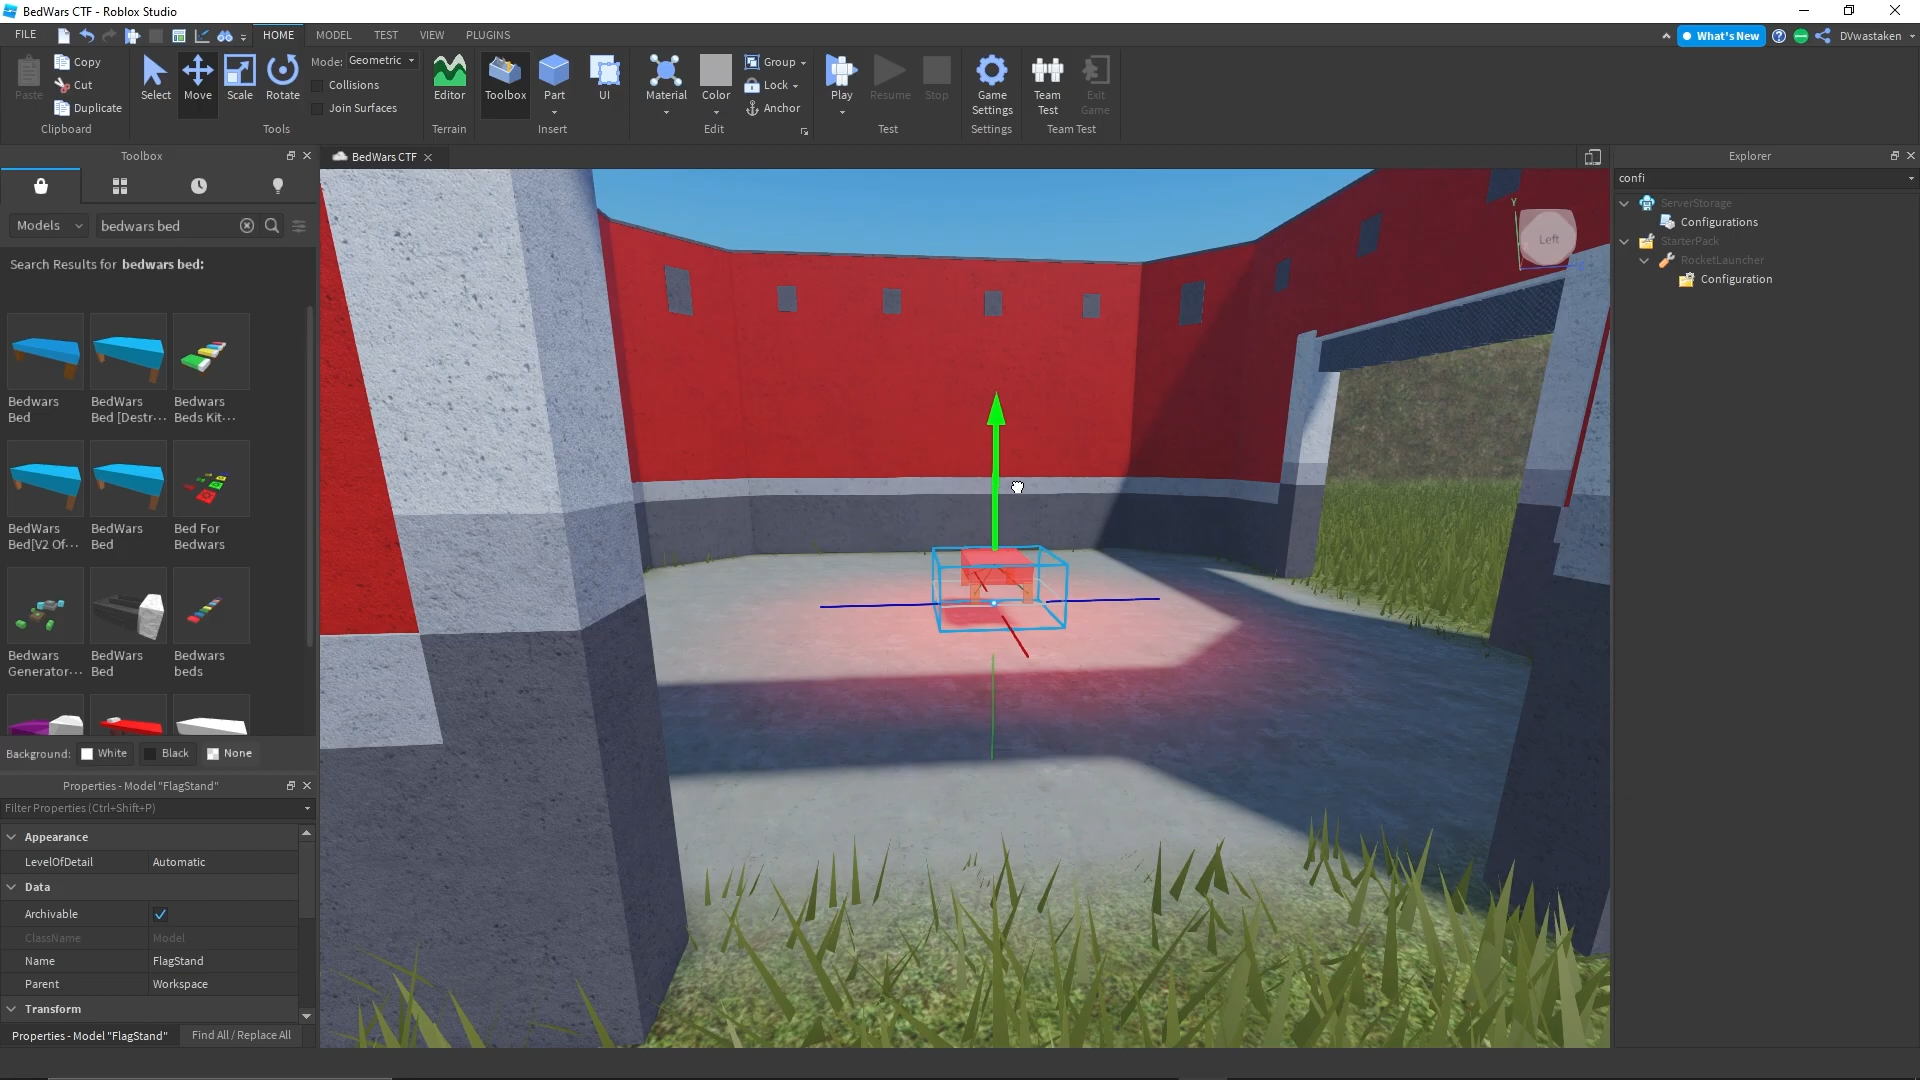 BedWars CTF - Roblox Studio
FILE
HOME
MODEL
TEST
VIEW
PLUGINS
What's New
DVwastaken
Paste
Copy
Cut
Duplicate
Clipboard
Select
Move
Scale
Rotate
Mode: Geometric
Collisions
Join Surfaces
Tools
Editor
Terrain
Toolbox
Part
UI
Insert
Material
Color
Group
Lock
Anchor
Edit
Play
Resume
Stop
Test
Game
Settings
Settings
Team
Test
Exit
Game
Team Test
Toolbox
Models
bedwars bed
Search Results for bedwars bed:
Bedwars
Bed
BedWars
Bed [Destr···
Bedwars
Beds Kit···
BedWars
Bed[V2 Of···
BedWars
Bed
Bed For
Bedwars
Bedwars
Generator···
BedWars
Bed
Bedwars
beds
Background:
White
Black
None
Properties - Model "FlagStand"
Filter Properties (Ctrl+Shift+P)
Appearance
LevelOfDetail
Automatic
Data
Archivable
ClassName
Model
Name
FlagStand
Parent
Workspace
Transform
Properties - Model "FlagStand"
Find All / Replace All
BedWars CTF
Y
Left
Explorer
confi
ServerStorage
Configurations
StarterPack
RocketLauncher
Configuration